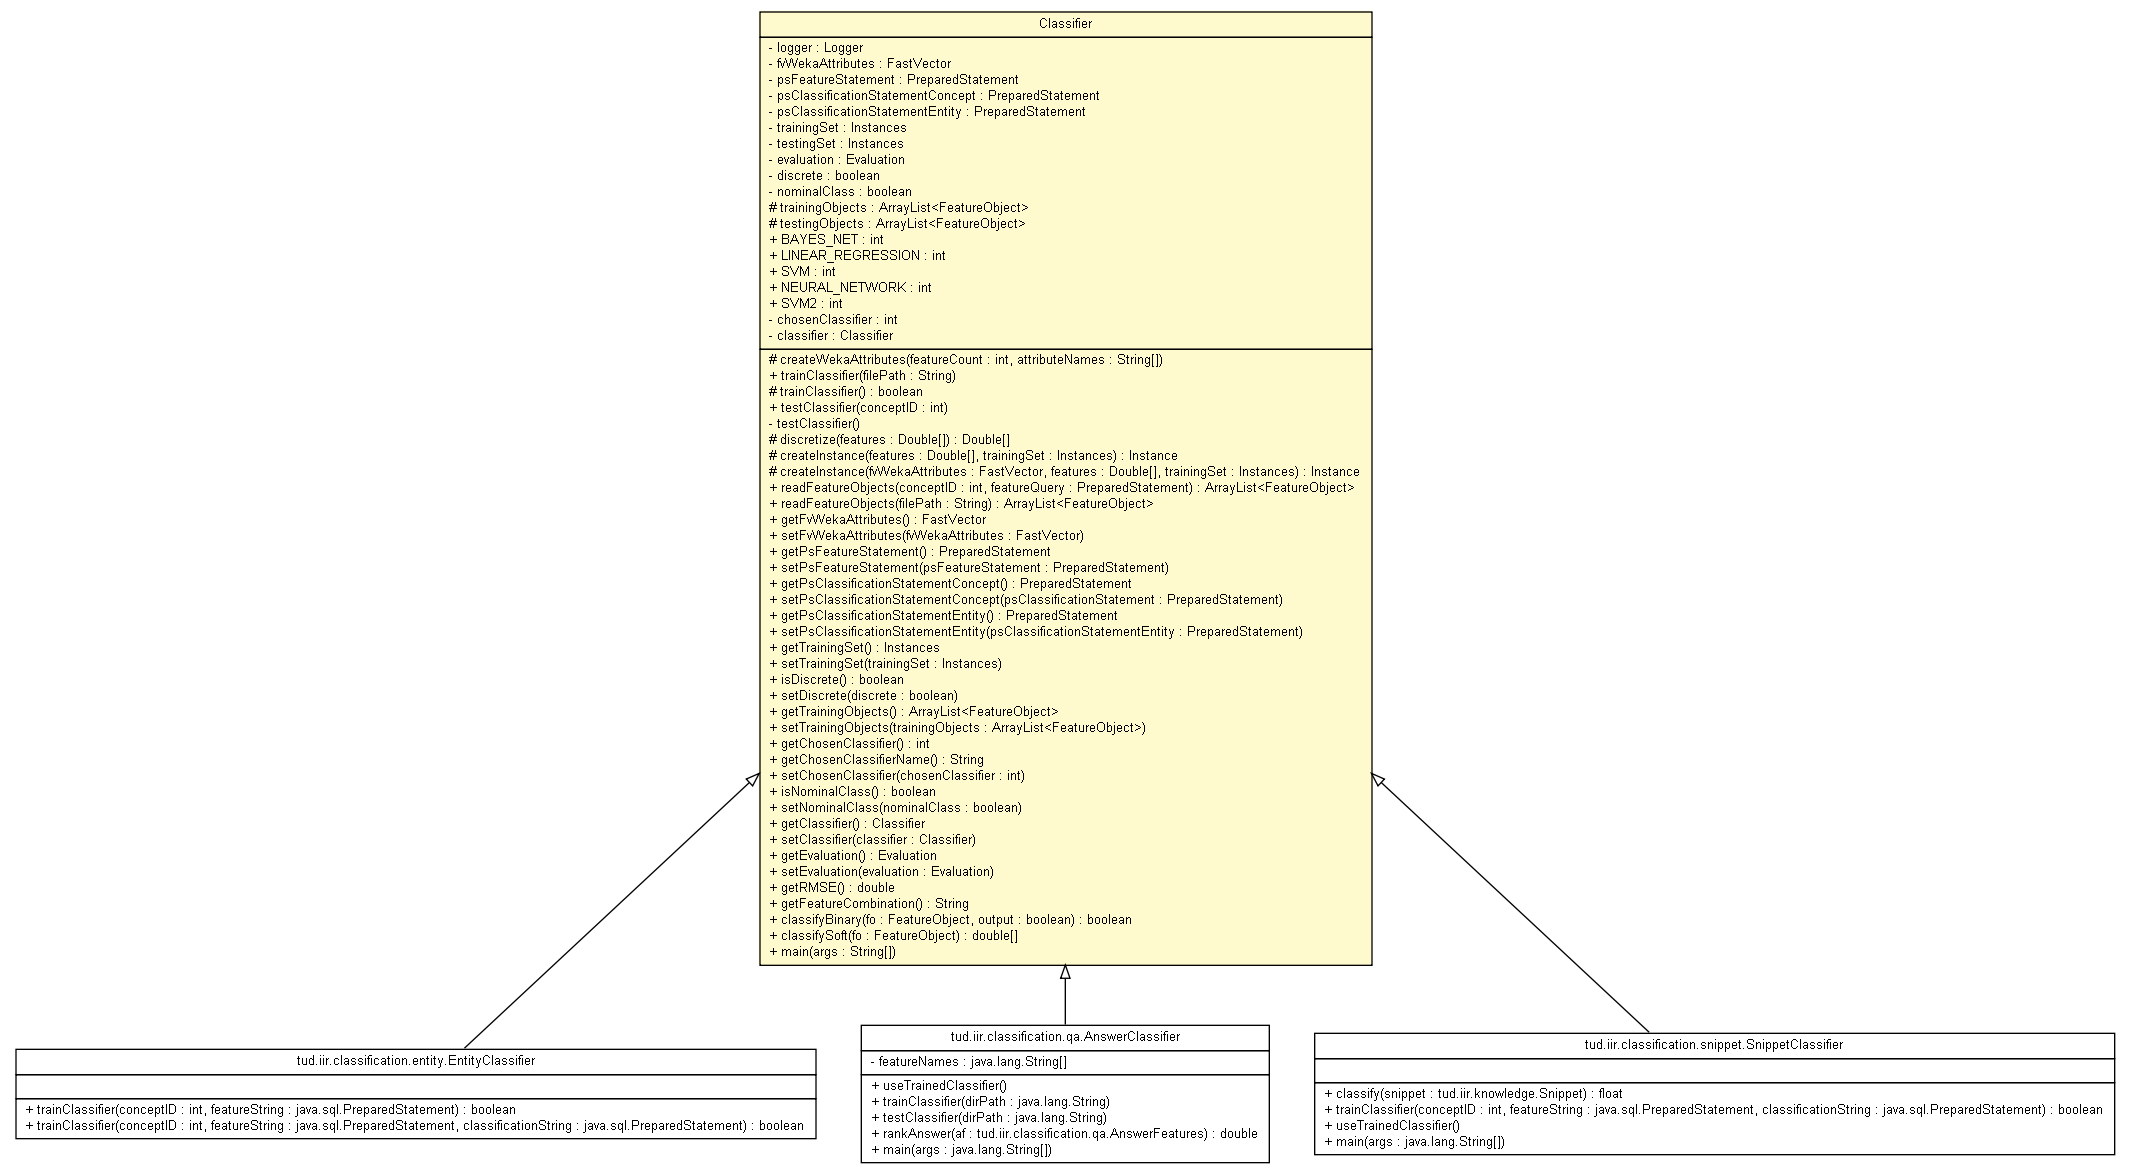 Classifier
- logger : Logger
- fvWekaAttributes : FastVector
- psFeatureStatement : PreparedStatement
- psClassificationStatementConcept : PreparedStatement
- psClassificationStatementEntity : PreparedStatement
- trainingSet : Instances
- testingSet : Instances
- evaluation : Evaluation
- discrete : boolean
- nominalClass : boolean
# trainingObjects : ArrayList<FeatureObject>
# testingObjects : ArrayList<FeatureObject>
+ BAYES_NET : int
+ LINEAR_REGRESSION : int
+ SVM : int
+ NEURAL_NETWORK : int
+ SVM2 : int
- chosenClassifier : int
- classifier : Classifier
# createWekaAttributes(featureCount : int, attributeNames : String[])
+ trainClassifier(filePath : String)
# trainClassifier() : boolean
+ testClassifier(conceptID : int)
- testClassifier()
# discretize(features : Double[]) : Double[]
# createInstance(features : Double[], trainingSet : Instances) : Instance
# createInstance(fvWekaAttributes : FastVector, features : Double[], trainingSet : Instances) : Instance
+ readFeatureObjects(conceptID : int, featureQuery : PreparedStatement) : ArrayList<FeatureObject>
+ readFeatureObjects(filePath : String) : ArrayList<FeatureObject>
+ getFvWekaAttributes() : FastVector
+ setFvWekaAttributes(fvWekaAttributes : FastVector)
+ getPsFeatureStatement() : PreparedStatement
+ setPsFeatureStatement(psFeatureStatement : PreparedStatement)
+ getPsClassificationStatementConcept() : PreparedStatement
+ setPsClassificationStatementConcept(psClassificationStatement : PreparedStatement)
+ getPsClassificationStatementEntity() : PreparedStatement
+ setPsClassificationStatementEntity(psClassificationStatementEntity : PreparedStatement)
+ getTrainingSet() : Instances
+ setTrainingSet(trainingSet : Instances)
+ isDiscrete() : boolean
+ setDiscrete(discrete : boolean)
+ getTrainingObjects() : ArrayList<FeatureObject>
+ setTrainingObjects(trainingObjects : ArrayList<FeatureObject>)
+ getChosenClassifier() : int
+ getChosenClassifierName() : String
+ setChosenClassifier(chosenClassifier : int)
+ isNominalClass() : boolean
+ setNominalClass(nominalClass : boolean)
+ getClassifier() : Classifier
+ setClassifier(classifier : Classifier)
+ getEvaluation() : Evaluation
+ setEvaluation(evaluation : Evaluation)
+ getRMSE() : double
+ getFeatureCombination() : String
+ classifyBinary(fo : FeatureObject, output : boolean) : boolean
+ classifySoft(fo : FeatureObject) : double[]
+ main(args : String[])
tud.iir.classification.entity.EntityClassifier
+ trainClassifier(conceptID : int, featureString : java.sql.PreparedStatement) : boolean
+ trainClassifier(conceptID : int, featureString : java.sql.PreparedStatement, classificationString : java.sql.PreparedStatement) : boolean
tud.iir.classification.qa.AnswerClassifier
- featureNames : java.lang.String[]
+ useTrainedClassifier()
+ trainClassifier(dirPath : java.lang.String)
+ testClassifier(dirPath : java.lang.String)
+ rankAnswer(af : tud.iir.classification.qa.AnswerFeatures) : double
+ main(args : java.lang.String[])
tud.iir.classification.snippet.SnippetClassifier
+ classify(snippet : tud.iir.knowledge.Snippet) : float
+ trainClassifier(conceptID : int, featureString : java.sql.PreparedStatement, classificationString : java.sql.PreparedStatement) : boolean
+ useTrainedClassifier()
+ main(args : java.lang.String[])